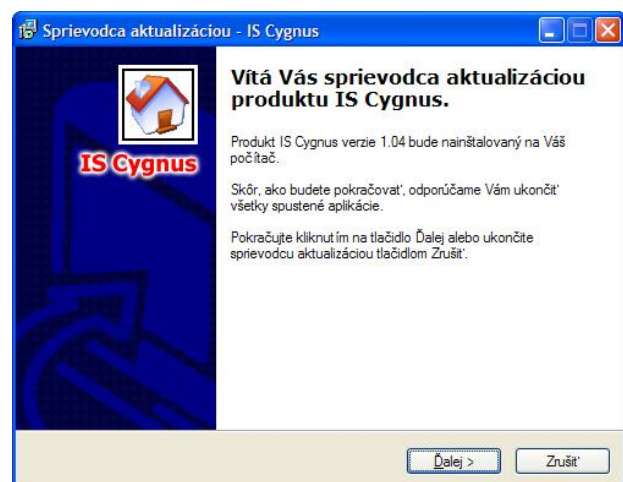 Sprievodca aktualizáciou - IS Cygnus
IS Cygnus
Vítá Vás sprievodca aktualizáciou
produktu IS Cygnus.
Produkt IS Cygnus verzie 1.04 bude nainštalovaný na Váš
počítač.
Skôr, ako budete pokračovať, odporúčame Vám ukončiť
všetky spustené aplikácie.
Pokračujte kliknutím na tlačidlo Ďalej alebo ukončite
sprievodcu aktualizáciou tlačidlom Zrušiť.
Ďalej >
Zrušiť